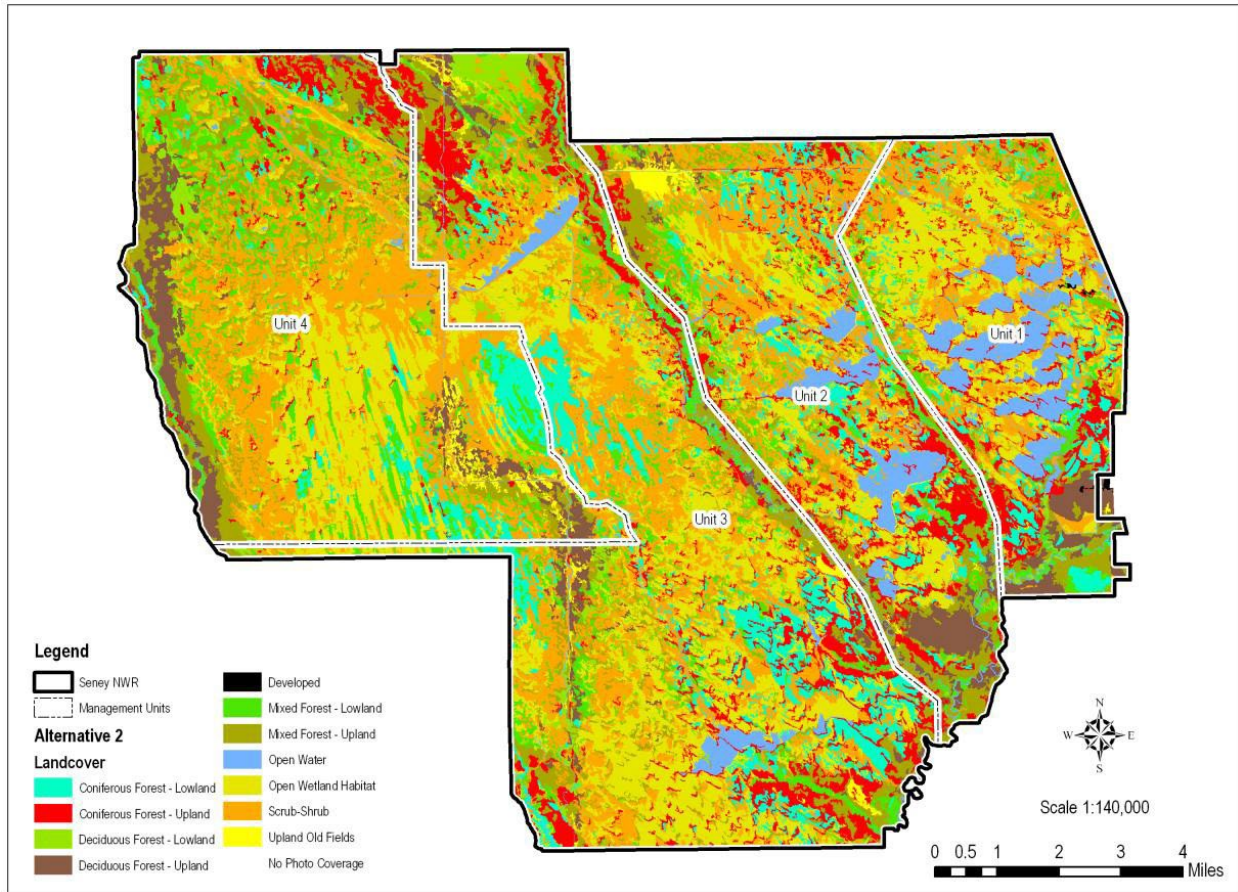 Unit 4
Unit 1
Unit 2
Unit 3
Legend
Seney NWR
Management Units
Alternative 2
Landcover
Coniferous Forest - Lowland
Coniferous Forest - Upland
Deciduous Forest - Lowland
Deciduous Forest - Upland
Developed
Mixed Forest - Lowland
Mixed Forest - Upland
Open Water
Open Wetland Habitat
Scrub-Shrub
Upland Old Fields
No Photo Coverage
N
W E
S
Scale 1:140,000
0 0.5 1 2 3 4
Miles